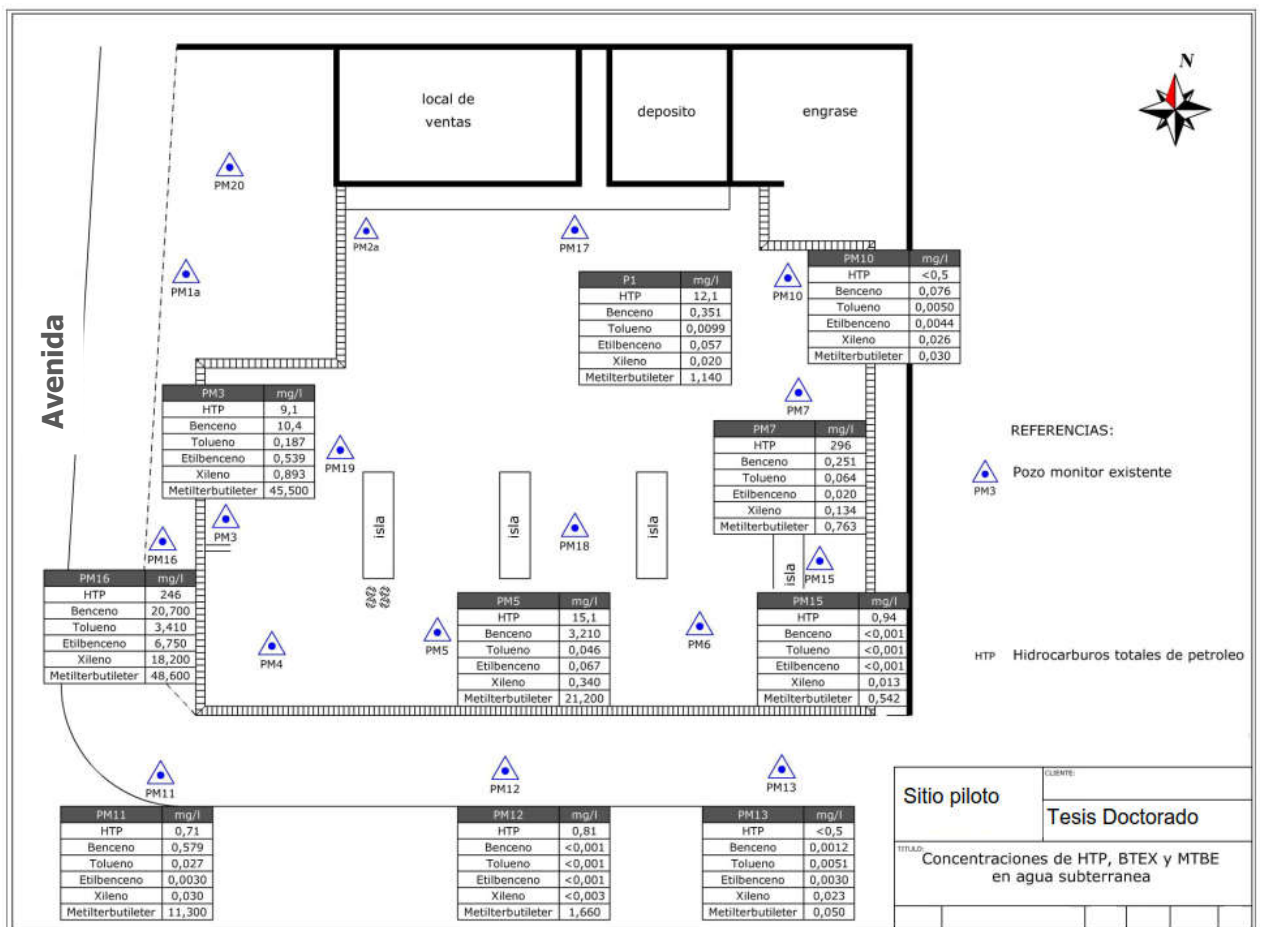 N
local de
ventas
deposito
engrase
PM20
PM2a
PM17
PM1a
PM10
Avenida
PM10 mg/l
HTP <0,5
Benceno 0,076
Tolueno 0,0050
Etilbenceno 0,0044
Xileno 0,026
Metilterbutileter 0,030
P1 mg/l
HTP 12,1
Benceno 0,351
Tolueno 0,0099
Etilbenceno 0,057
Xileno 0,020
Metilterbutileter 1,140
PM3 mg/l
HTP 9,1
Benceno 10,4
Tolueno 0,187
Etilbenceno 0,539
Xileno 0,893
Metilterbutileter 45,500
PM7
PM7 mg/l
HTP 296
Benceno 0,251
Tolueno 0,064
Etilbenceno 0,020
Xileno 0,134
Metilterbutileter 0,763
REFERENCIAS:
PM3
Pozo monitor existente
PM19
PM3
PM16
isla
isla
PM18
isla
isla
PM15
PM16 mg/l
HTP 246
Benceno 20,700
Tolueno 3,410
Etilbenceno 6,750
Xileno 18,200
Metilterbutileter 48,600
PM4
PM5
PM5 mg/l
HTP 15,1
Benceno 3,210
Tolueno 0,046
Etilbenceno 0,067
Xileno 0,340
Metilterbutileter 21,200
PM6
PM15 mg/l
HTP 0,94
Benceno <0,001
Tolueno <0,001
Etilbenceno <0,001
Xileno 0,013
Metilterbutileter 0,542
HTP Hidrocarburos totales de petroleo
PM11
PM12
PM13
PM11 mg/l
HTP 0,71
Benceno 0,579
Tolueno 0,027
Etilbenceno 0,0030
Xileno 0,030
Metilterbutileter 11,300
PM12 mg/l
HTP 0,81
Benceno <0,001
Tolueno <0,001
Etilbenceno <0,001
Xileno <0,003
Metilterbutileter 1,660
PM13 mg/l
HTP <0,5
Benceno 0,0012
Tolueno 0,0051
Etilbenceno 0,0030
Xileno 0,023
Metilterbutileter 0,050
Sitio piloto
CLIENTE:
Tesis Doctorado
TITULO:
Concentraciones de HTP, BTEX y MTBE
en agua subterranea